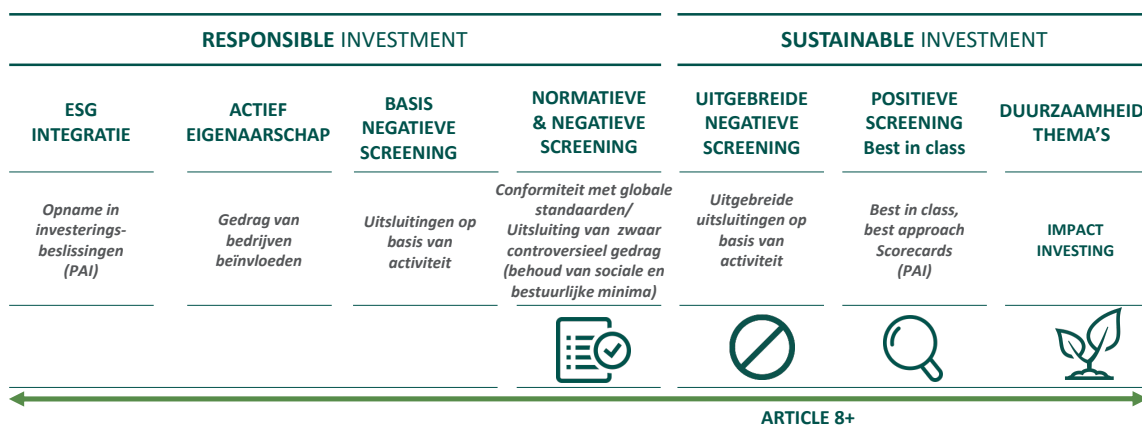 RESPONSIBLE INVESTMENT
SUSTAINABLE INVESTMENT
ESG
INTEGRATIE
ACTIEF
EIGENAARSCHAP
BASIS
NEGATIEVE
SCREENING
NORMATIEVE
& NEGATIEVE
SCREENING
UITGEBREIDE
NEGATIEVE
SCREENING
POSITIEVE
SCREENING
Best in class
DUURZAAMHEID
THEMA'S
Opname in
investerings-
beslissingen
(PAI)
Gedrag van
bedrijven
beïnvloeden
Uitsluitingen op
basis van
activiteit
Conformiteit met globale
standaarden/
Uitsluiting van zwaar
controversieel gedrag
(behoud van sociale en
bestuurlijke minima)
Uitgebreide
uitsluitingen op
basis van
activiteit
Best in class,
best approach
Scorecards
(PAI)
IMPACT
INVESTING
ARTICLE 8+